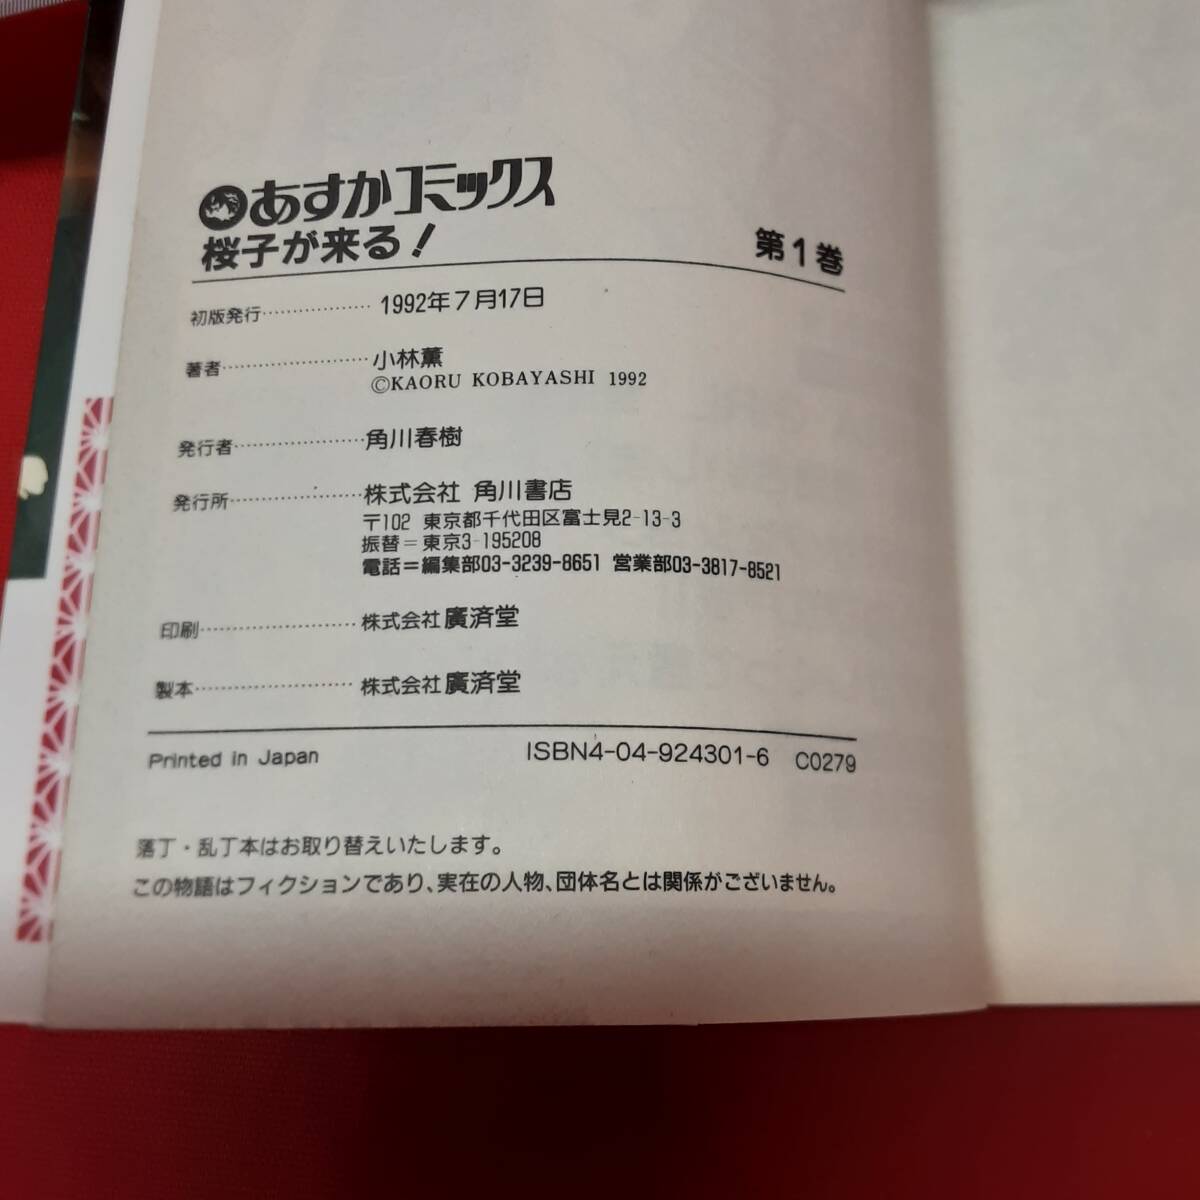 あすかコミックス
桜子が来る! 第1巻
初版発行……………… 1992年7月17日
著者……………… 小林薫
©KAORU KOBAYASHI 1992
発行者……………… 角川春樹
発行所……………… 株式会社 角川書店
〒102 東京都千代田区富士見2-13-3
振替=東京3-195208
電話=編集部03-3239-8651 営業部03-3817-8521
印刷……………… 株式会社 廣済堂
製本……………… 株式会社 廣済堂
Printed in Japan ISBN4-04-924301-6 C0279
落丁・乱丁本はお取り替えいたします。
この物語はフィクションであり、実在の人物、団体名とは関係がございません。